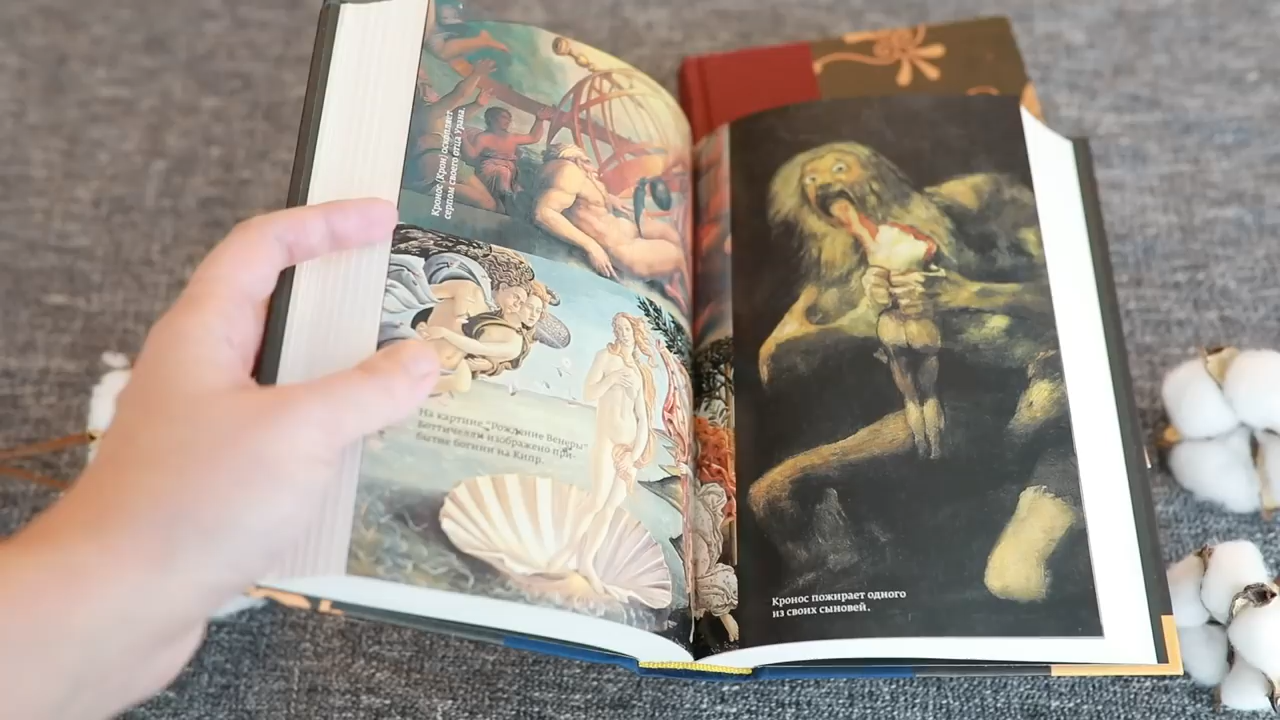 Кронос (Крон) оскопляет
серпом своего отца Урана.
На картине "Рождение Венеры"
Боттичелли изображено при-
бытие богини на Кипр.
Кронос пожирает одного
из своих сыновей.